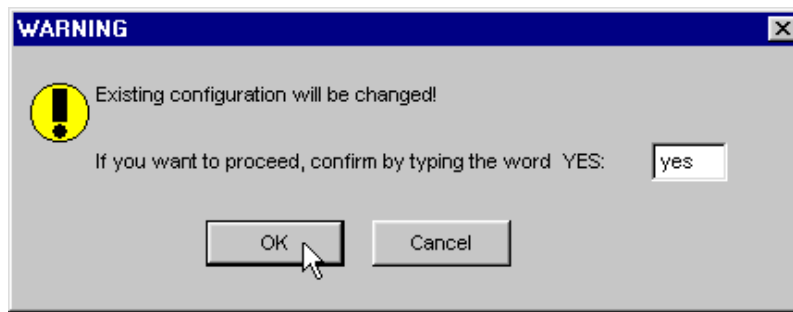 WARNING
Existing configuration will be changed!
If you want to proceed, confirm by typing the word YES: yes
OK Cancel